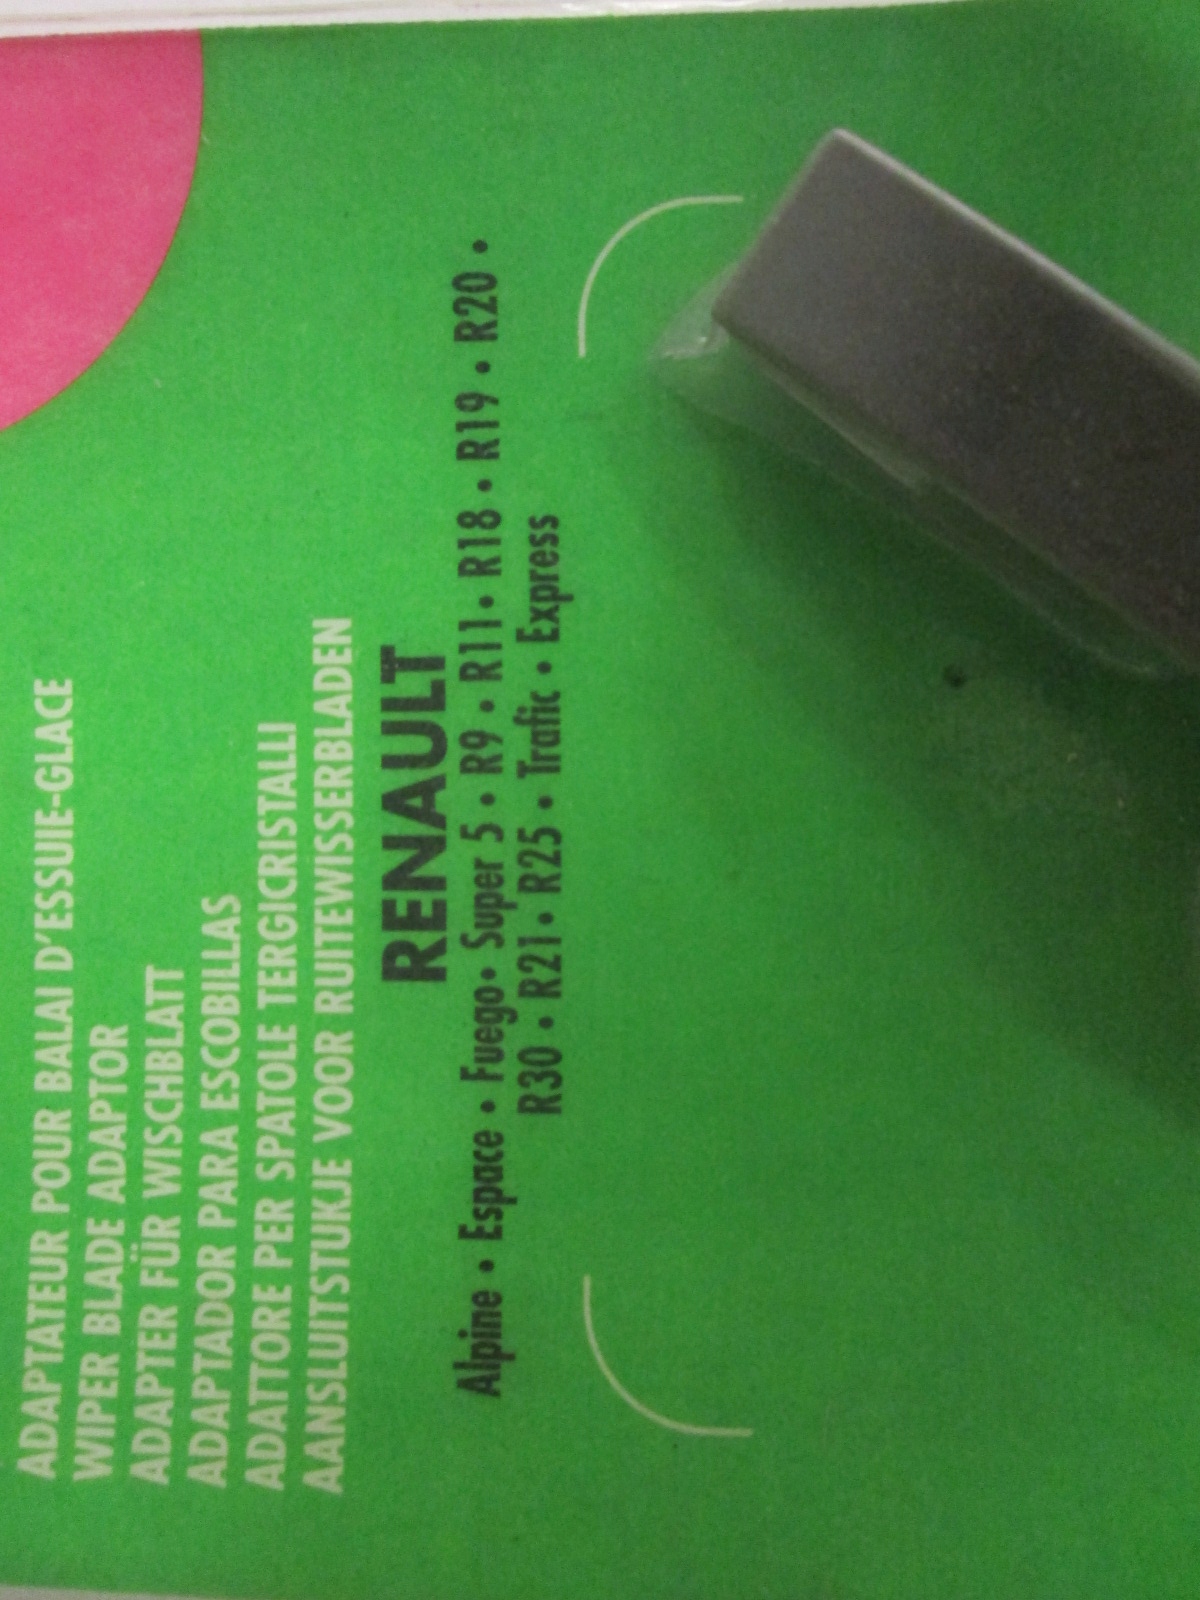 ADAPTATEUR POUR BALAI D'ESSUIE-GLACE
WIPER BLADE ADAPTOR
ADAPTER FÜR WISCHBLATT
ADAPTADOR PARA ESCOBILLAS
ADATTORE PER SPATOLE TERGICRISTALLI
AANSLUITSTUKJE VOOR RUITEWISSERBLADEN
RENAULT
Alpine • Espace • Fuego • Super 5 • R9 • R11 • R18 • R19 • R20 •
R30 • R21 • R25 • Trafic • Express